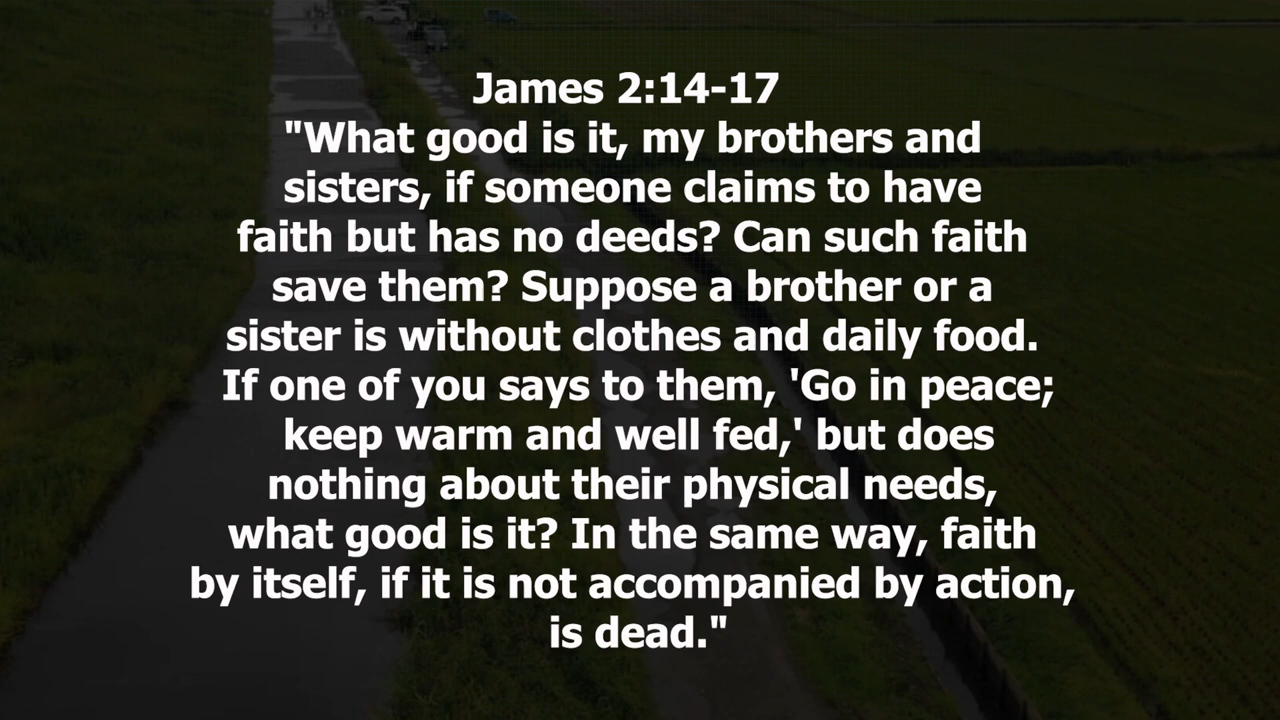 James 2:14-17
"What good is it, my brothers and
sisters, if someone claims to have
faith but has no deeds? Can such faith
save them? Suppose a brother or a
sister is without clothes and daily food.
If one of you says to them, 'Go in peace;
keep warm and well fed,' but does
nothing about their physical needs,
what good is it? In the same way, faith
by itself, if it is not accompanied by action,
is dead."